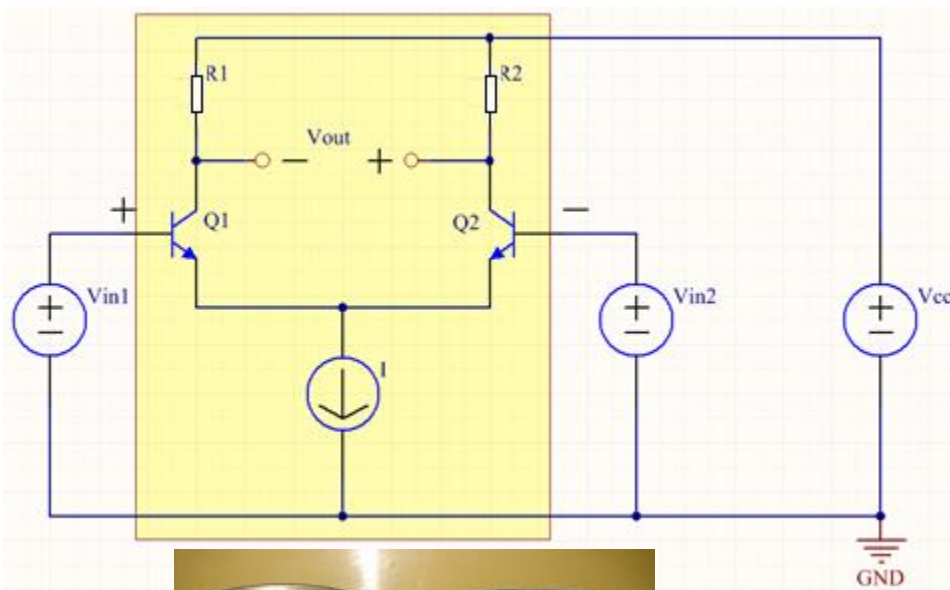 R1
R2
Vout
Q1
Q2
Vin1
Vin2
Vcc
I
GND